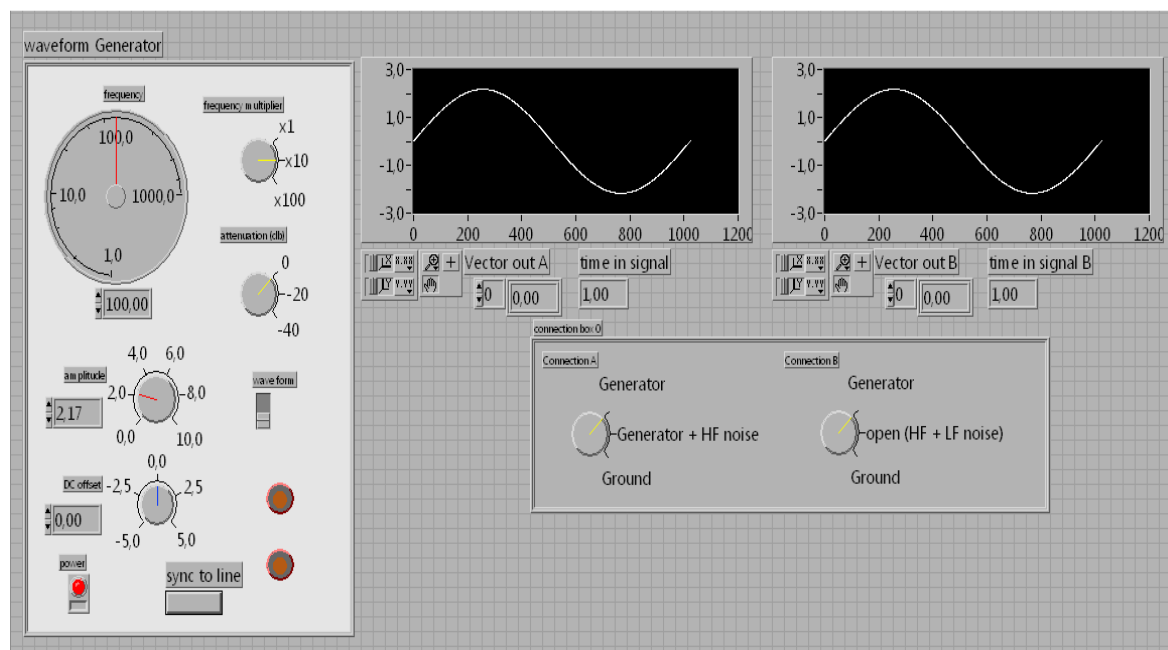 waveform Generator
frequency
100,0
10,0
1000,0
1,0
100,00
frequency multiplier
x1
x10
x100
attenuation (db)
0
-20
-40
amplitude
4,0 6,0
2,0 8,0
2,17
0,0 10,0
wave form
DC offset
0,0
-2,5 2,5
0,00
-5,0 5,0
power
sync to line
3,0
1,0
-1,0
-3,0
0 200 400 600 800 1000 1200
X 8.88
Y Y.YY
Vector out A
0 0,00
time in signal
1,00
3,0
1,0
-1,0
-3,0
0 200 400 600 800 1000 1200
X 8.88
Y Y.YY
Vector out B
0 0,00
time in signal B
1,00
connection box 0
Connection A
Generator
Generator + HF noise
Ground
Connection B
Generator
open (HF + LF noise)
Ground